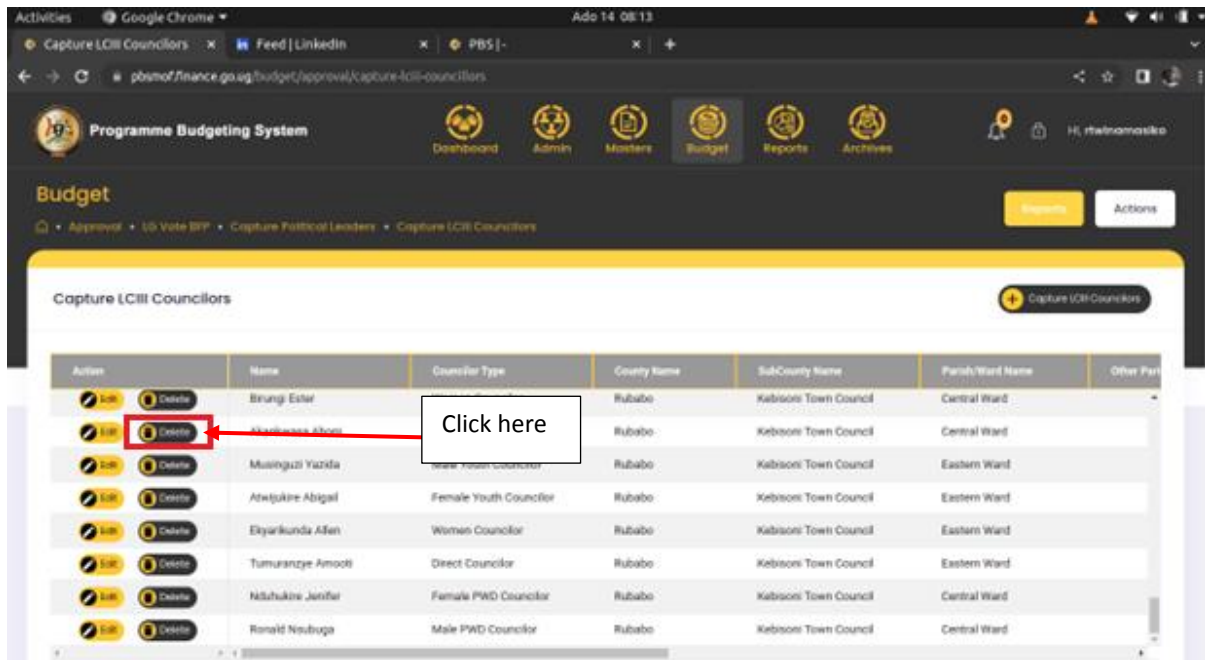 Activities Google Chrome Ado 14 08:13
Capture LCIII Councilors Feed | LinkedIn PBS | -
pbsmof.finance.go.ug/budget/approval/capture-lciii-councillors
Programme Budgeting System
Dashboard Admin Masters Budget Reports Archives
Hi, rtwinamasiko
Budget
Reports Actions
Approval • LG Vote BFP • Capture Political Leaders • Capture LCIII Councilors
Capture LCIII Councilors
Capture LCIII Councilors
Action Name Councilor Type County Name SubCounty Name Parish/Ward Name Other Pari
Edit Delete Birungi Ester Rubabo Kebisoni Town Council Central Ward
Edit Delete Rubabo Kebisoni Town Council Central Ward
Click here
Edit Delete Musinguzi Yazida Male Youth Councilor Rubabo Kebisoni Town Council Eastern Ward
Edit Delete Atwijukire Abigail Female Youth Councilor Rubabo Kebisoni Town Council Eastern Ward
Edit Delete Ekyarikunda Allen Women Councilor Rubabo Kebisoni Town Council Eastern Ward
Edit Delete Tumuranzye Amooti Direct Councilor Rubabo Kebisoni Town Council Eastern Ward
Edit Delete Nduhukire Jenifer Female PWD Councilor Rubabo Kebisoni Town Council Central Ward
Edit Delete Ronald Nsubuga Male PWD Councilor Rubabo Kebisoni Town Council Central Ward